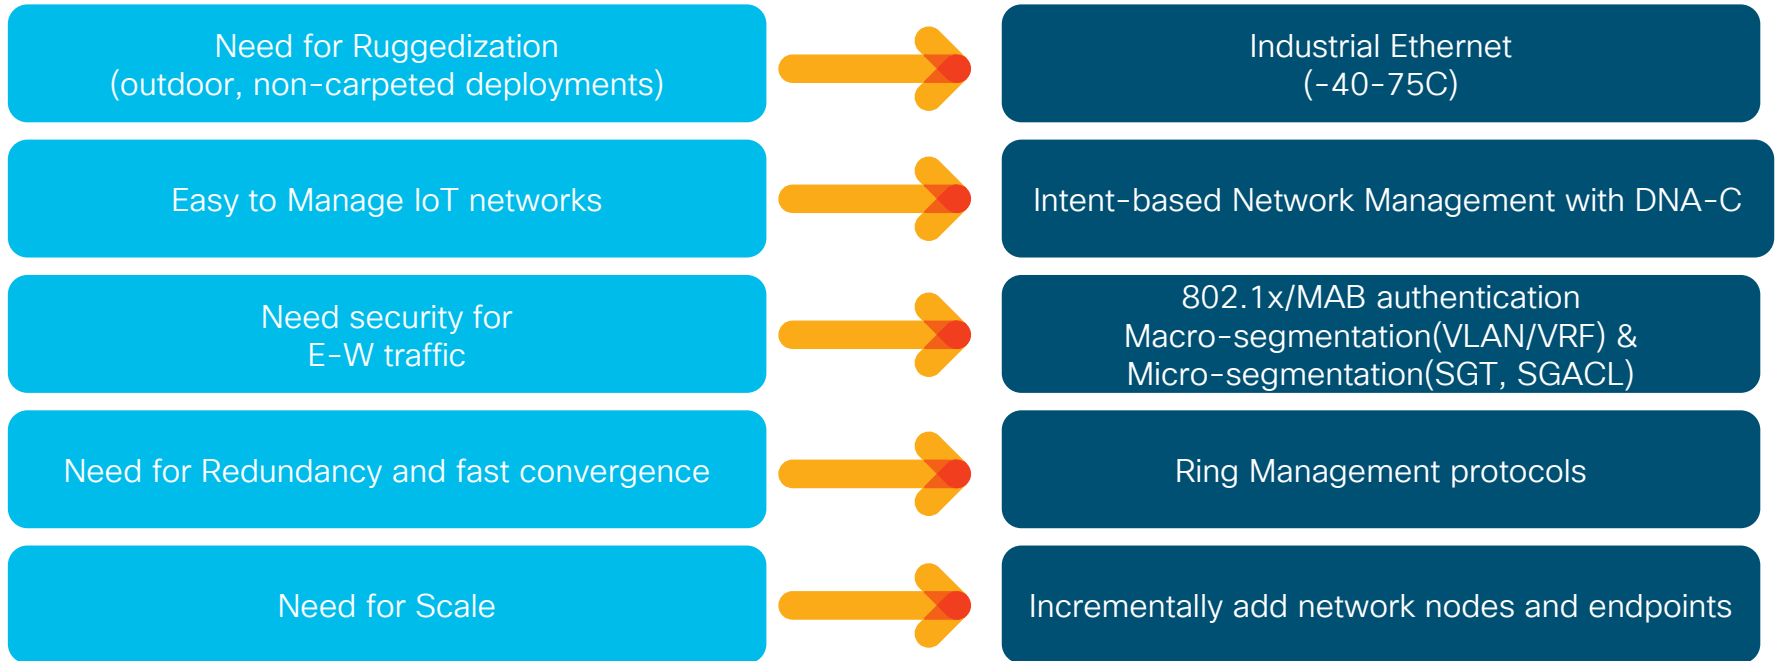 Need for Ruggedization
(outdoor, non-carpeted deployments)
Industrial Ethernet
(-40-75C)
Easy to Manage IoT networks
Intent-based Network Management with DNA-C
Need security for
E-W traffic
802.1x/MAB authentication
Macro-segmentation(VLAN/VRF) &
Micro-segmentation(SGT, SGACL)
Need for Redundancy and fast convergence
Ring Management protocols
Need for Scale
Incrementally add network nodes and endpoints